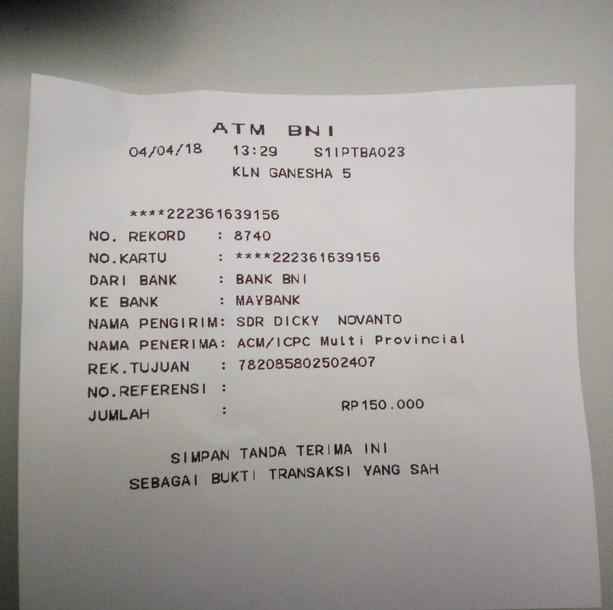 ATM BNI
04/04/18 13:29 S1IPTBA023
KLN GANESHA 5
****222361639156
NO. REKORD : 8740
NO.KARTU : ****222361639156
DARI BANK : BANK BNI
KE BANK : MAYBANK
NAMA PENGIRIM: SDR DICKY NOVANTO
NAMA PENERIMA: ACM/ICPC Multi Provincial
REK.TUJUAN : 782085802502407
NO.REFERENSI :
JUMLAH : RP150.000
SIMPAN TANDA TERIMA INI
SEBAGAI BUKTI TRANSAKSI YANG SAH